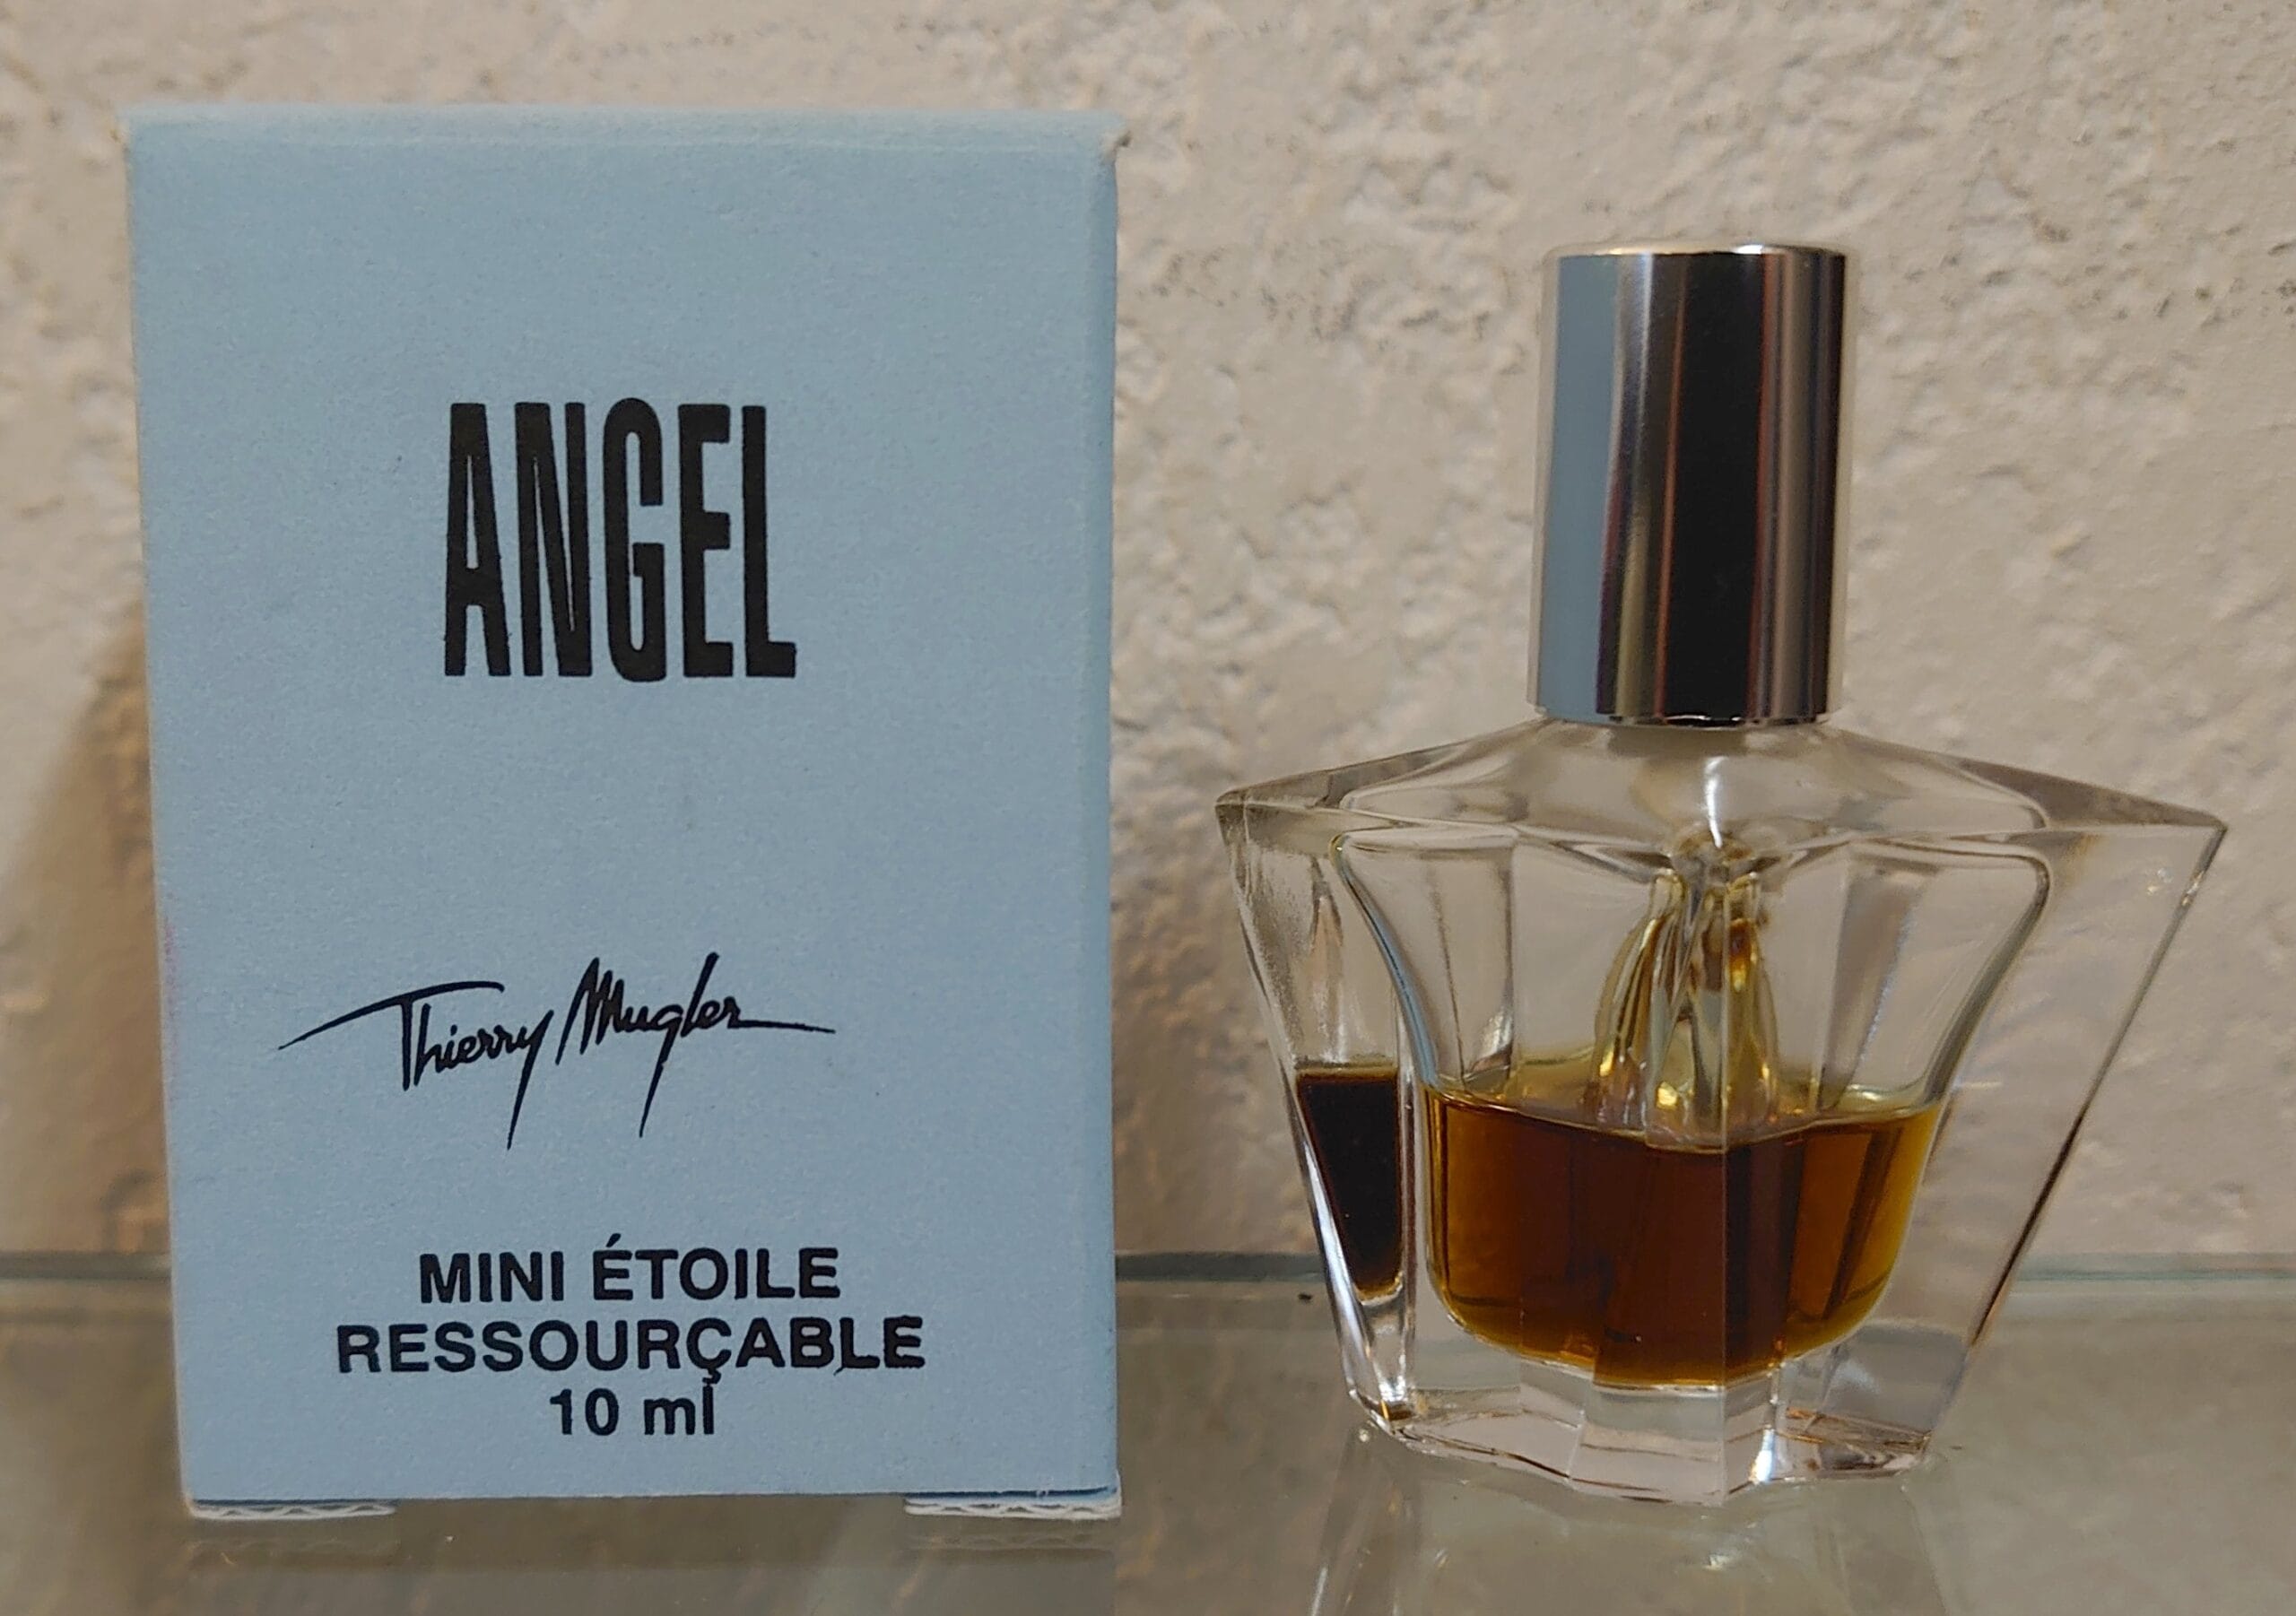 ANGEL
Thierry Mugler
MINI ÉTOILE
RESSOURÇABLE
10 ml